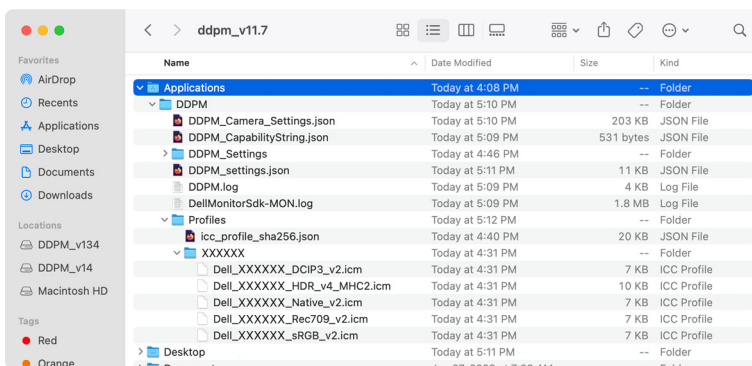 ddpm_v11.7
Favorites
AirDrop
Recents
Applications
Desktop
Documents
Downloads
Locations
DDPM_v134
DDPM_v14
Macintosh HD
Tags
Red
Orange
Name Date Modified Size Kind
Applications Today at 4:08 PM -- Folder
DDPM Today at 5:10 PM -- Folder
DDPM_Camera_Settings.json Today at 5:10 PM 203 KB JSON File
DDPM_CapabilityString.json Today at 5:09 PM 531 bytes JSON File
DDPM_Settings Today at 4:46 PM -- Folder
DDPM_settings.json Today at 5:11 PM 11 KB JSON File
DDPM.log Today at 5:09 PM 4 KB Log File
DellMonitorSdk-MON.log Today at 5:09 PM 1.8 MB Log File
Profiles Today at 5:12 PM -- Folder
icc_profile_sha256.json Today at 4:40 PM 20 KB JSON File
XXXXXX Today at 4:31 PM -- Folder
Dell_XXXXXX_DCIP3_v2.icm Today at 4:31 PM 7 KB ICC Profile
Dell_XXXXXX_HDR_v4_MHC2.icm Today at 4:31 PM 10 KB ICC Profile
Dell_XXXXXX_Native_v2.icm Today at 4:31 PM 7 KB ICC Profile
Dell_XXXXXX_Rec709_v2.icm Today at 4:31 PM 7 KB ICC Profile
Dell_XXXXXX_sRGB_v2.icm Today at 4:31 PM 7 KB ICC Profile
Desktop Today at 5:11 PM -- Folder